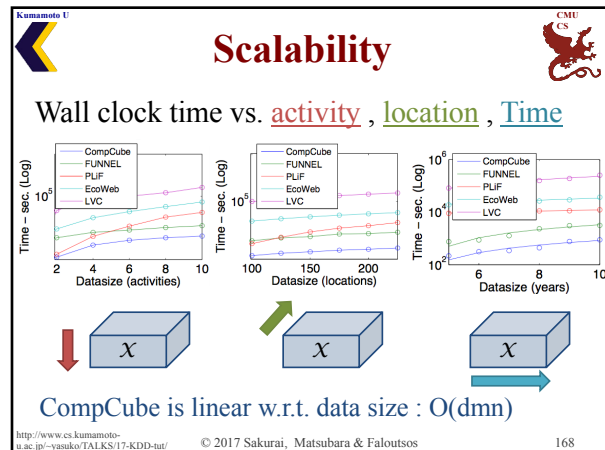 Kumamoto U
CMU
CS
Scalability
Wall clock time vs. activity , location , Time
Time – sec. (Log)
10^5
CompCube
FUNNEL
PLiF
EcoWeb
LVC
2 4 6 8 10
Datasize (activities)
Time – sec. (Log)
10^5
CompCube
FUNNEL
PLiF
EcoWeb
LVC
100 150 200
Datasize (locations)
Time – sec. (Log)
10^6
10^4
10^2
CompCube
FUNNEL
PLiF
EcoWeb
LVC
6 8 10
Datasize (years)
x
x
x
CompCube is linear w.r.t. data size : O(dmn)
http://www.cs.kumamoto-
u.ac.jp/~yasuko/TALKS/17-KDD-tut/
© 2017 Sakurai, Matsubara & Faloutsos
168